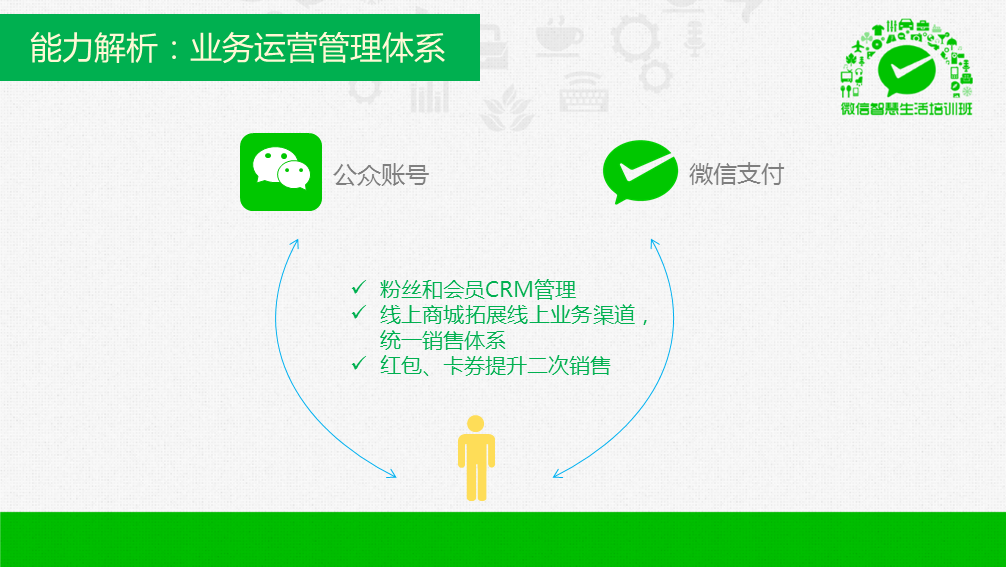 能力解析：业务运营管理体系
微信智慧生活培训班
公众账号
微信支付
粉丝和会员CRM管理
线上商城拓展线上业务渠道，
统一销售体系
红包、卡券提升二次销售